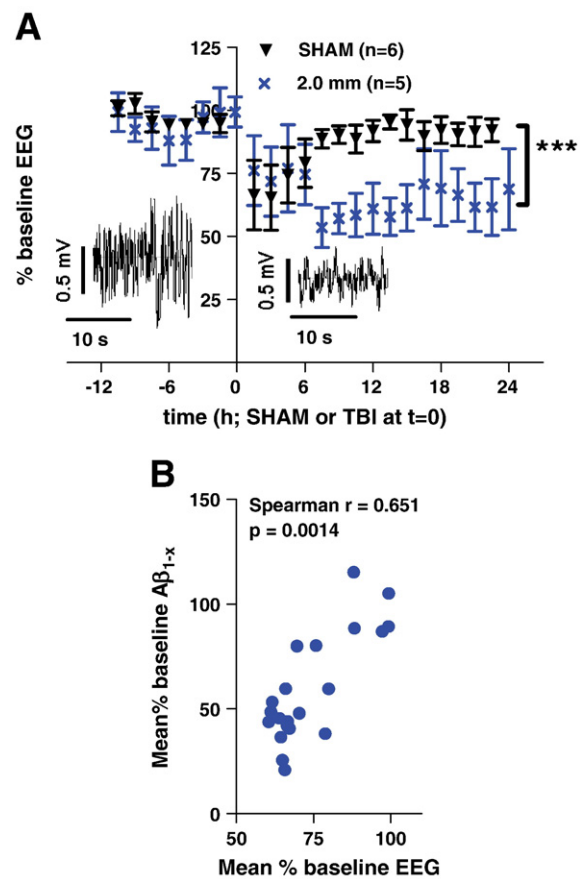 A
SHAM (n=6)
2.0 mm (n=5)
% baseline EEG
125
100
75
50
25
***
0.5 mV
10 s
0.5 mV
10 s
-12 -6 0 6 12 18 24
time (h; SHAM or TBI at t=0)
B
Spearman r = 0.651
p = 0.0014
Mean% baseline Aβ1-x
150
100
50
0
50 75 100
Mean % baseline EEG